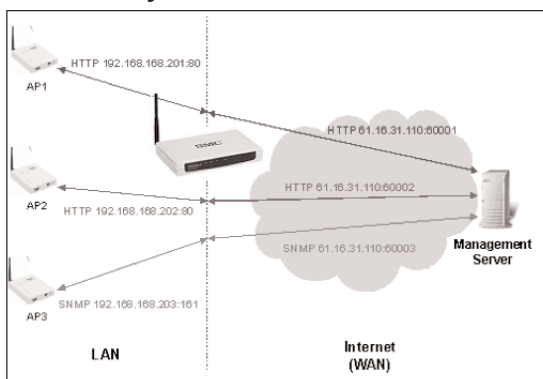 HTTP 192.168.168.201:80
AP1
HTTP 61.16.31.110:60001
SMC
HTTP 61.16.31.110:60002
AP2
HTTP 192.168.168.202:80
SNMP 61.16.31.110:60003
Management
Server
SNMP 192.168.168.203:161
AP3
LAN
Internet
(WAN)